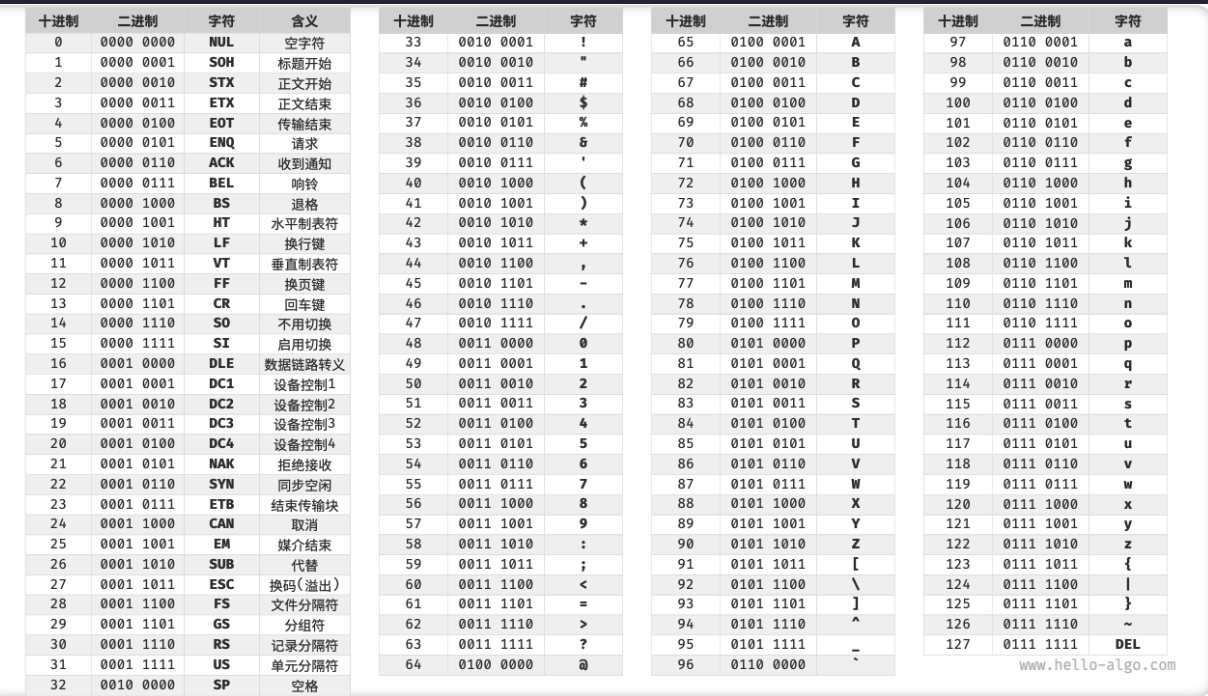 十进制 二进制 字符 含义
0 0000 0000 NUL 空字符
1 0000 0001 SOH 标题开始
2 0000 0010 STX 正文开始
3 0000 0011 ETX 正文结束
4 0000 0100 EOT 传输结束
5 0000 0101 ENQ 请求
6 0000 0110 ACK 收到通知
7 0000 0111 BEL 响铃
8 0000 1000 BS 退格
9 0000 1001 HT 水平制表符
10 0000 1010 LF 换行键
11 0000 1011 VT 垂直制表符
12 0000 1100 FF 换页键
13 0000 1101 CR 回车键
14 0000 1110 SO 不用切换
15 0000 1111 SI 启用切换
16 0001 0000 DLE 数据链路转义
17 0001 0001 DC1 设备控制1
18 0001 0010 DC2 设备控制2
19 0001 0011 DC3 设备控制3
20 0001 0100 DC4 设备控制4
21 0001 0101 NAK 拒绝接收
22 0001 0110 SYN 同步空闲
23 0001 0111 ETB 结束传输块
24 0001 1000 CAN 取消
25 0001 1001 EM 媒介结束
26 0001 1010 SUB 代替
27 0001 1011 ESC 换码(溢出)
28 0001 1100 FS 文件分隔符
29 0001 1101 GS 分组符
30 0001 1110 RS 记录分隔符
31 0001 1111 US 单元分隔符
32 0010 0000 SP 空格
十进制 二进制 字符
33 0010 0001 !
34 0010 0010 "
35 0010 0011 #
36 0010 0100 $
37 0010 0101 %
38 0010 0110 &
39 0010 0111 '
40 0010 1000 (
41 0010 1001 )
42 0010 1010 *
43 0010 1011 +
44 0010 1100 ,
45 0010 1101 -
46 0010 1110 .
47 0010 1111 /
48 0011 0000 0
49 0011 0001 1
50 0011 0010 2
51 0011 0011 3
52 0011 0100 4
53 0011 0101 5
54 0011 0110 6
55 0011 0111 7
56 0011 1000 8
57 0011 1001 9
58 0011 1010 :
59 0011 1011 ;
60 0011 1100 <
61 0011 1101 =
62 0011 1110 >
63 0011 1111 ?
64 0100 0000 @
十进制 二进制 字符
65 0100 0001 A
66 0100 0010 B
67 0100 0011 C
68 0100 0100 D
69 0100 0101 E
70 0100 0110 F
71 0100 0111 G
72 0100 1000 H
73 0100 1001 I
74 0100 1010 J
75 0100 1011 K
76 0100 1100 L
77 0100 1101 M
78 0100 1110 N
79 0100 1111 O
80 0101 0000 P
81 0101 0001 Q
82 0101 0010 R
83 0101 0011 S
84 0101 0100 T
85 0101 0101 U
86 0101 0110 V
87 0101 0111 W
88 0101 1000 X
89 0101 1001 Y
90 0101 1010 Z
91 0101 1011 [
92 0101 1100 \
93 0101 1101 ]
94 0101 1110 ^
95 0101 1111 _
96 0110 0000 `
十进制 二进制 字符
97 0110 0001 a
98 0110 0010 b
99 0110 0011 c
100 0110 0100 d
101 0110 0101 e
102 0110 0110 f
103 0110 0111 g
104 0110 1000 h
105 0110 1001 i
106 0110 1010 j
107 0110 1011 k
108 0110 1100 l
109 0110 1101 m
110 0110 1110 n
111 0110 1111 o
112 0111 0000 p
113 0111 0001 q
114 0111 0010 r
115 0111 0011 s
116 0111 0100 t
117 0111 0101 u
118 0111 0110 v
119 0111 0111 w
120 0111 1000 x
121 0111 1001 y
122 0111 1010 z
123 0111 1011 {
124 0111 1100 |
125 0111 1101 }
126 0111 1110 ~
127 0111 1111 DEL
www.hello-algo.com